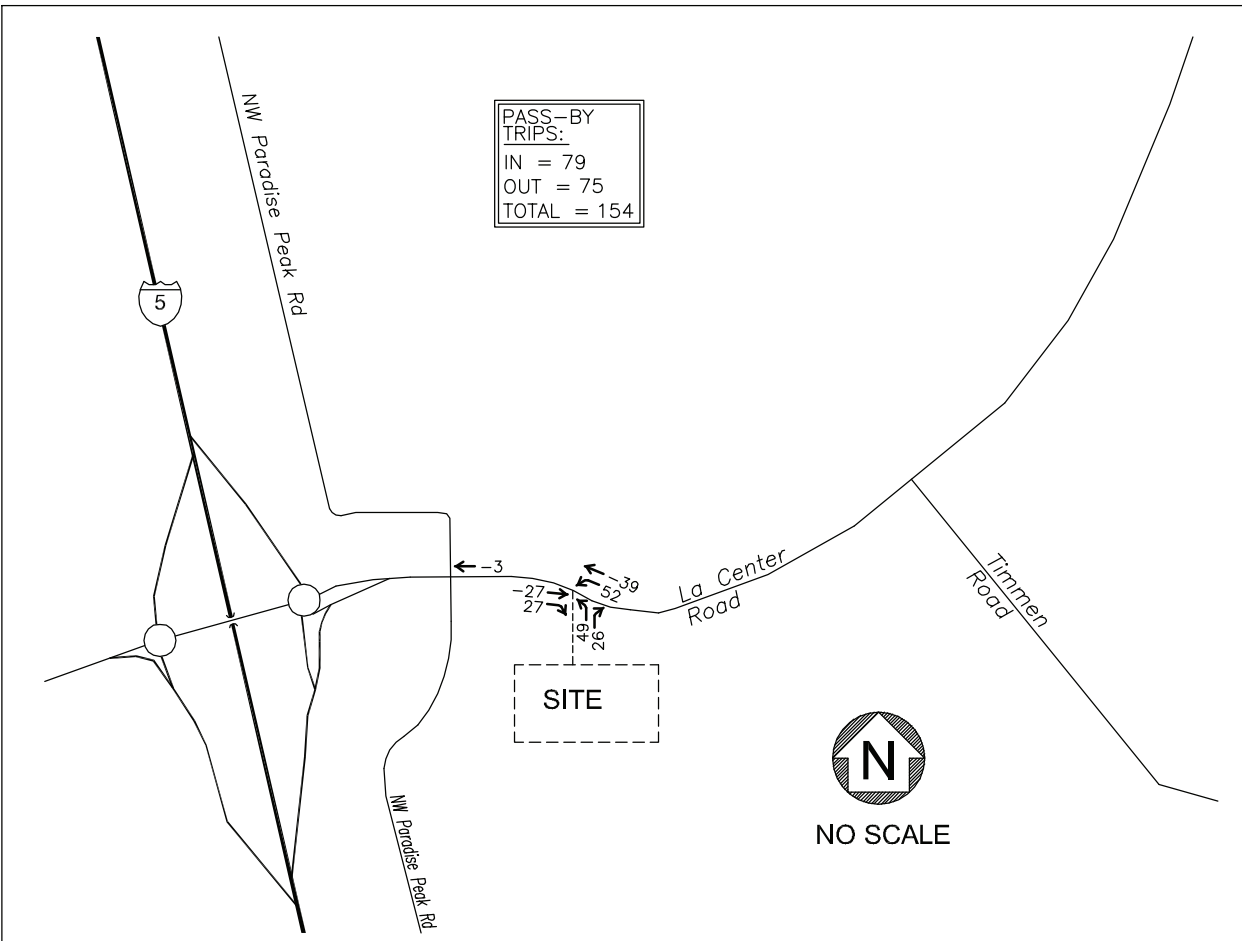 NW Paradise Peak Rd
PASS-BY
TRIPS:
IN = 79
OUT = 75
TOTAL = 154
5
-3
-39
52
-27
27
49
26
La Center
Road
Timmen
Road
SITE
N
NO SCALE
NW Paradise Peak Rd